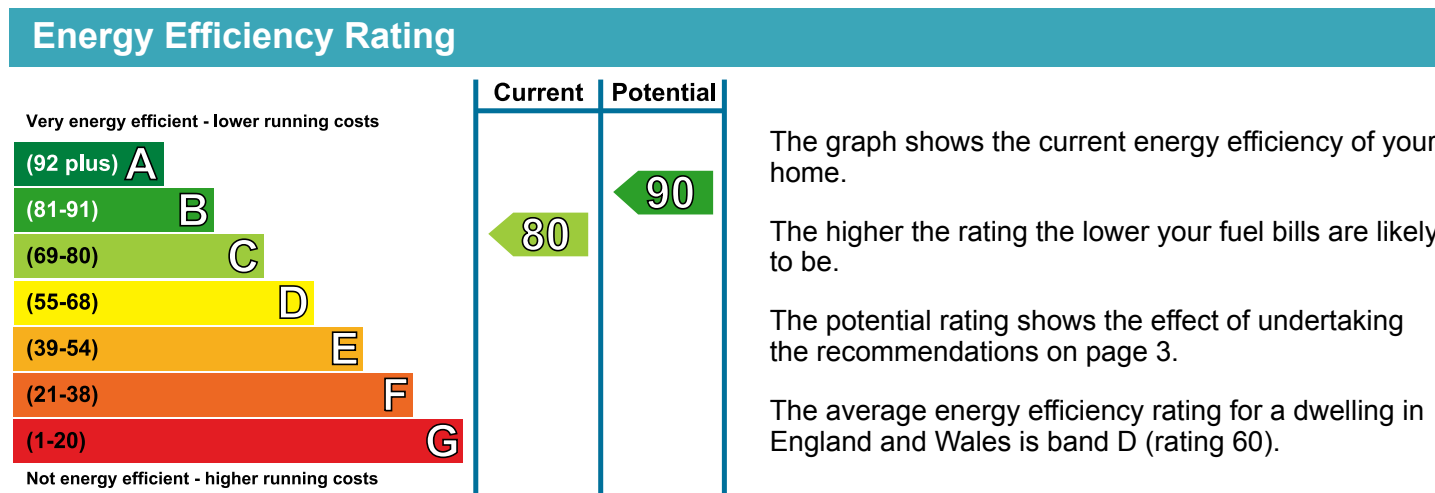 Energy Efficiency Rating
Current Potential
Very energy efficient - lower running costs
(92 plus) A
(81-91) B
(69-80) C
(55-68) D
(39-54) E
(21-38) F
(1-20) G
Not energy efficient - higher running costs
80
90
The graph shows the current energy efficiency of your
home.
The higher the rating the lower your fuel bills are likely
to be.
The potential rating shows the effect of undertaking
the recommendations on page 3.
The average energy efficiency rating for a dwelling in
England and Wales is band D (rating 60).